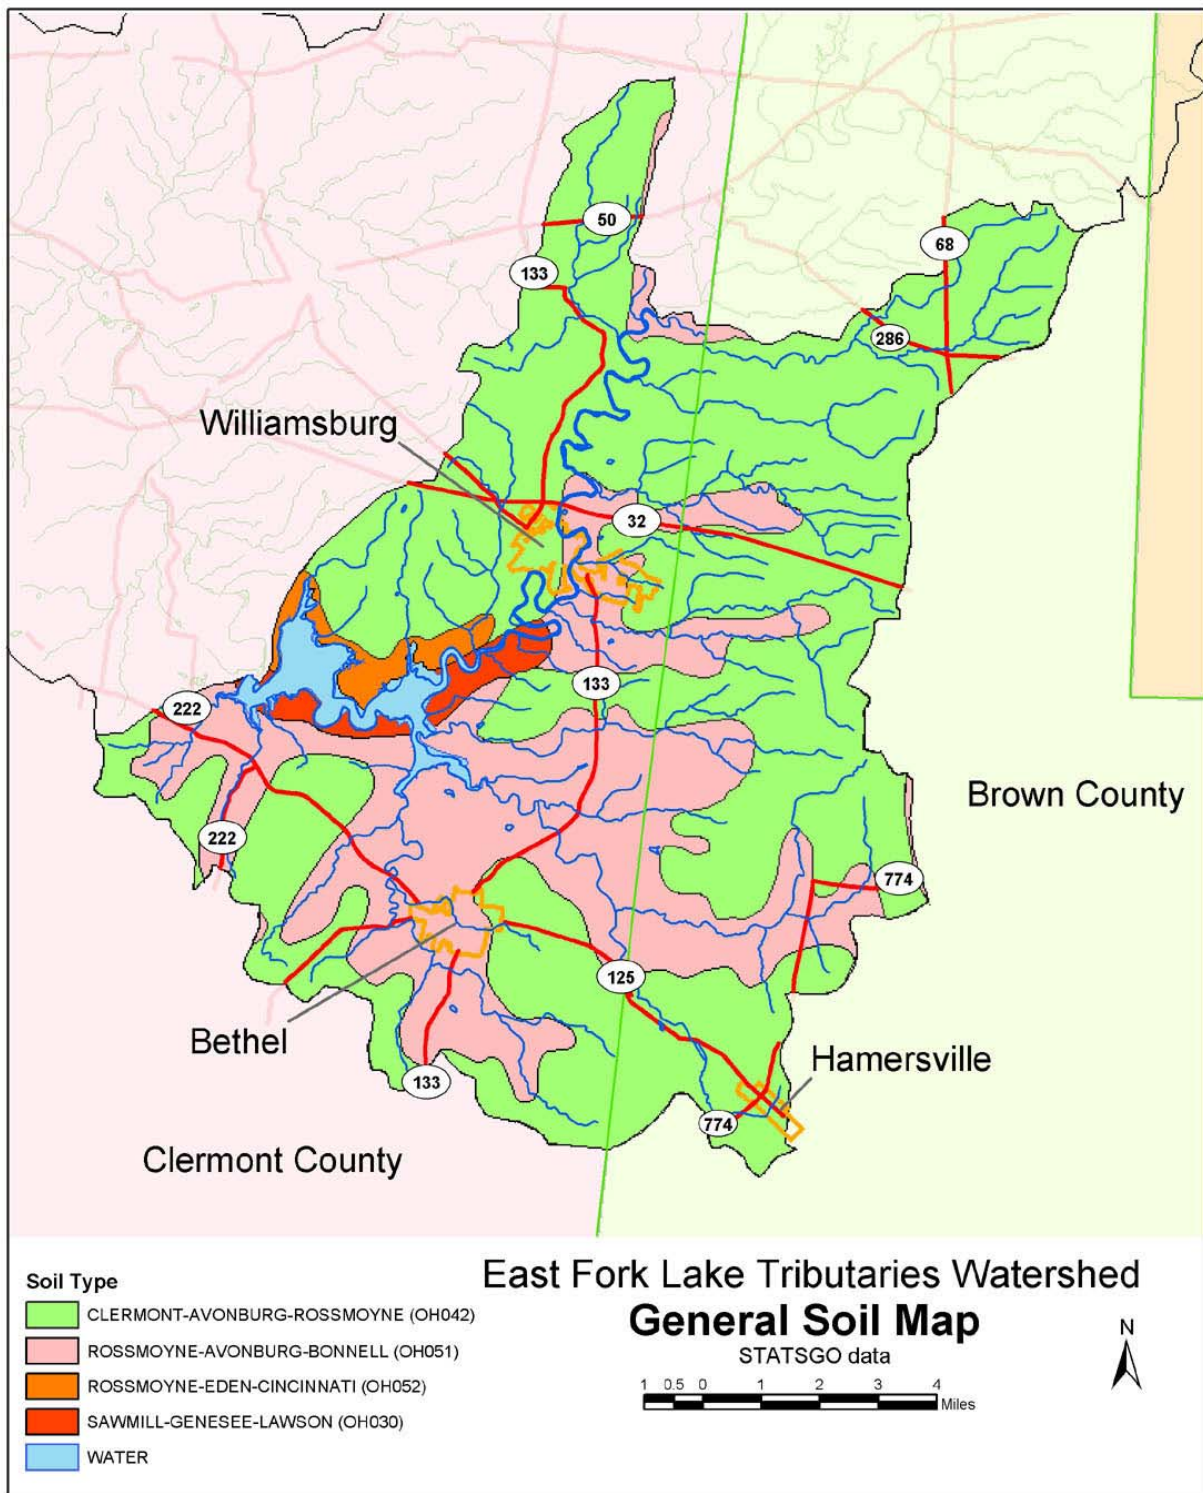 50
68
133
286
Williamsburg
32
133
222
Brown County
222
774
125
Bethel
Hamersville
133
774
Clermont County
East Fork Lake Tributaries Watershed
General Soil Map
STATSGO data
N
1 0.5 0 1 2 3 4
Miles
Soil Type
CLERMONT-AVONBURG-ROSSMOYNE (OH042)
ROSSMOYNE-AVONBURG-BONNELL (OH051)
ROSSMOYNE-EDEN-CINCINNATI (OH052)
SAWMILL-GENESEE-LAWSON (OH030)
WATER